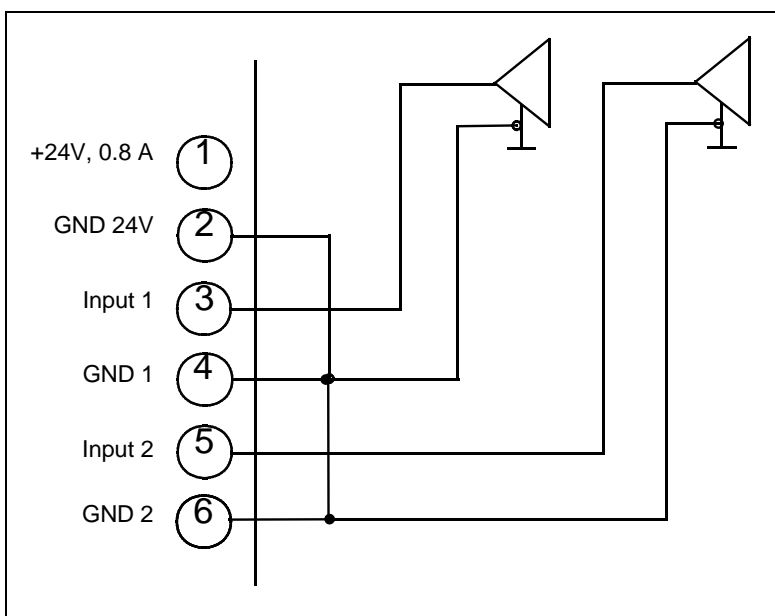 +24V, 0.8 A 1
GND 24V 2
Input 1 3
GND 1 4
Input 2 5
GND 2 6